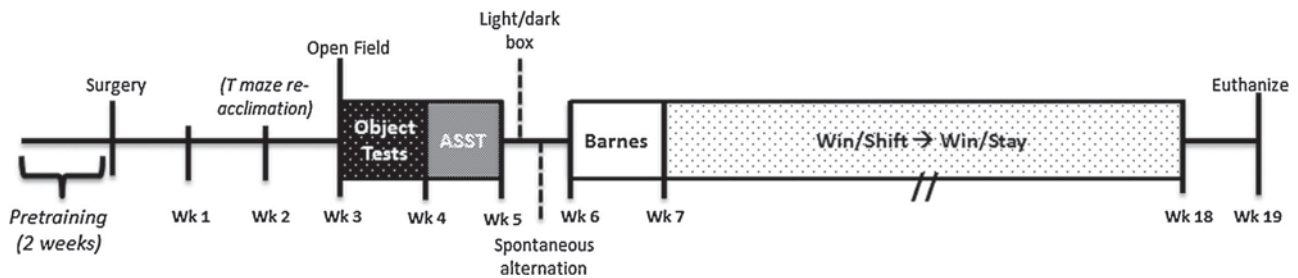 Light/dark
box
Open Field
Surgery
(T maze re-
acclimation)
Euthanize
Object
Tests
ASST
Barnes
Win/Shift → Win/Stay
Pretraining
(2 weeks)
Wk 1
Wk 2
Wk 3
Wk 4
Wk 5
Wk 6
Wk 7
Wk 18
Wk 19
Spontaneous
alternation